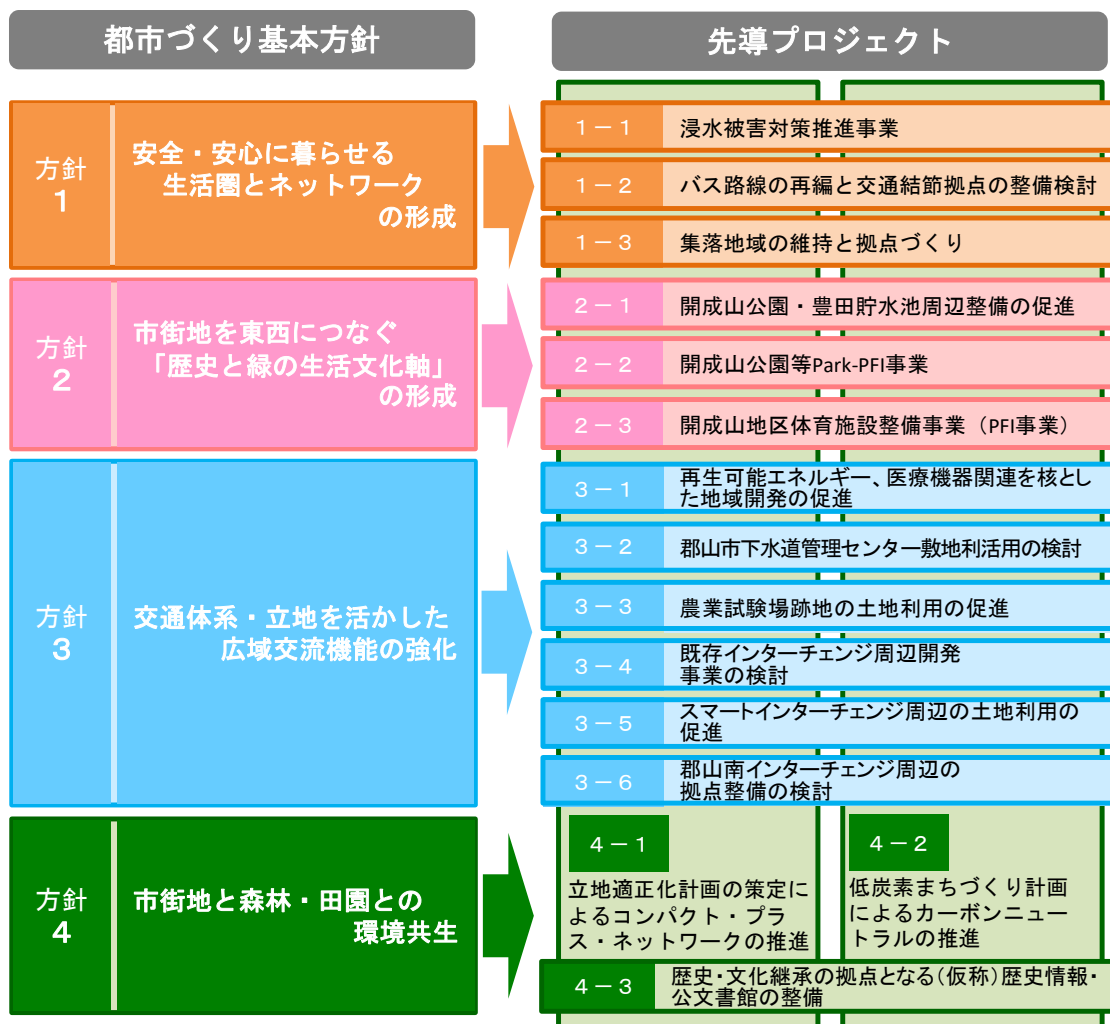 都市づくり基本方針
先導プロジェクト
方針
1
安全・安心に暮らせる
生活圏とネットワーク
の形成
1－1
浸水被害対策推進事業
1－2
バス路線の再編と交通結節拠点の整備検討
1－3
集落地域の維持と拠点づくり
方針
2
市街地を東西につなぐ
「歴史と緑の生活文化軸」
の形成
2－1
開成山公園・豊田貯水池周辺整備の促進
2－2
開成山公園等Park-PFI事業
2－3
開成山地区体育施設整備事業（PFI事業）
方針
3
交通体系・立地を活かした
広域交流機能の強化
3－1
再生可能エネルギー、医療機器関連を核とし
た地域開発の促進
3－2
郡山市下水道管理センター敷地利活用の検討
3－3
農業試験場跡地の土地利用の促進
3－4
既存インターチェンジ周辺開発
事業の検討
3－5
スマートインターチェンジ周辺の土地利用の
促進
3－6
郡山南インターチェンジ周辺の
拠点整備の検討
方針
4
市街地と森林・田園との
環境共生
4－1
立地適正化計画の策定に
よるコンパクト・プラ
ス・ネットワークの推進
4－2
低炭素まちづくり計画
によるカーボンニュー
トラルの推進
4－3
歴史・文化継承の拠点となる(仮称)歴史情報・
公文書館の整備